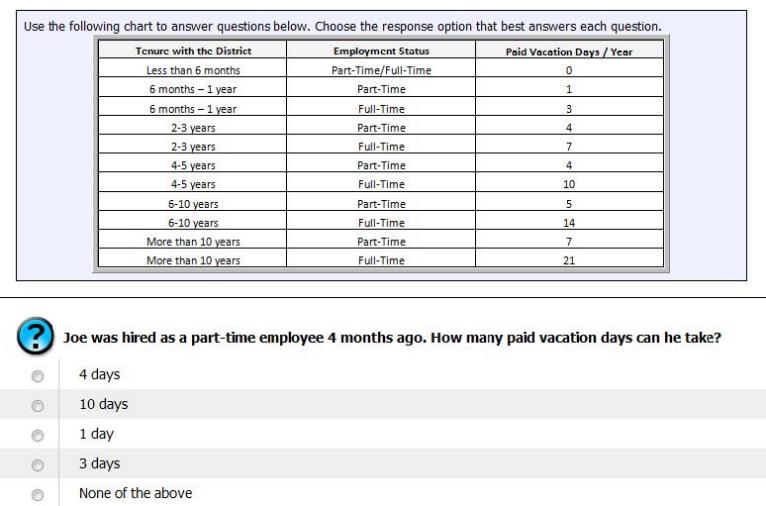 Use the following chart to answer questions below. Choose the response option that best answers each question.
Tenure with the District Employment Status Paid Vacation Days / Year
Less than 6 months Part-Time/Full-Time 0
6 months – 1 year Part-Time 1
6 months – 1 year Full-Time 3
2-3 years Part-Time 4
2-3 years Full-Time 7
4-5 years Part-Time 4
4-5 years Full-Time 10
6-10 years Part-Time 5
6-10 years Full-Time 14
More than 10 years Part-Time 7
More than 10 years Full-Time 21
? Joe was hired as a part-time employee 4 months ago. How many paid vacation days can he take?
4 days
10 days
1 day
3 days
None of the above